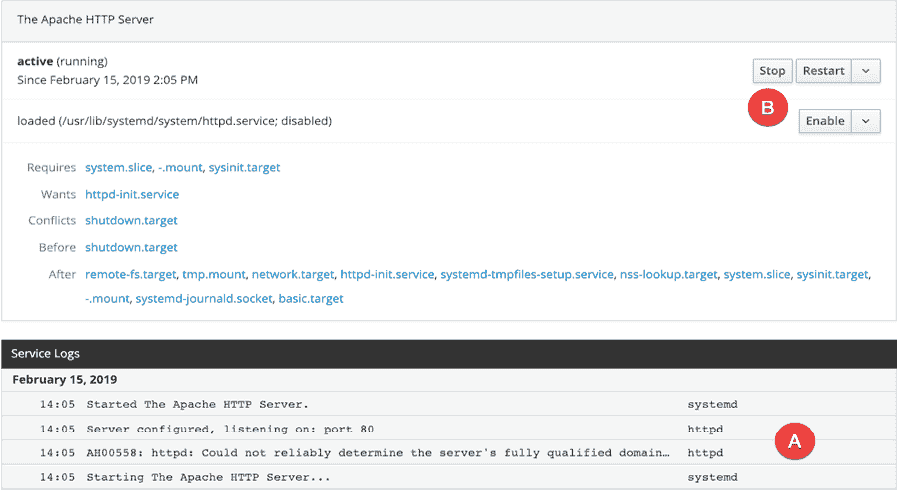 The Apache HTTP Server
active (running)
Since February 15, 2019 2:05 PM
Stop Restart
B
loaded (/usr/lib/systemd/system/httpd.service; disabled)
Enable
Requires system.slice, -.mount, sysinit.target
Wants httpd-init.service
Conflicts shutdown.target
Before shutdown.target
After remote-fs.target, tmp.mount, network.target, httpd-init.service, systemd-tmpfiles-setup.service, nss-lookup.target, system.slice, sysinit.target,
-.mount, systemd-journald.socket, basic.target
Service Logs
February 15, 2019
14:05 Started The Apache HTTP Server. systemd
14:05 Server configured, listening on: port 80 httpd
A
14:05 AH00558: httpd: Could not reliably determine the server's fully qualified domain… httpd
14:05 Starting The Apache HTTP Server... systemd